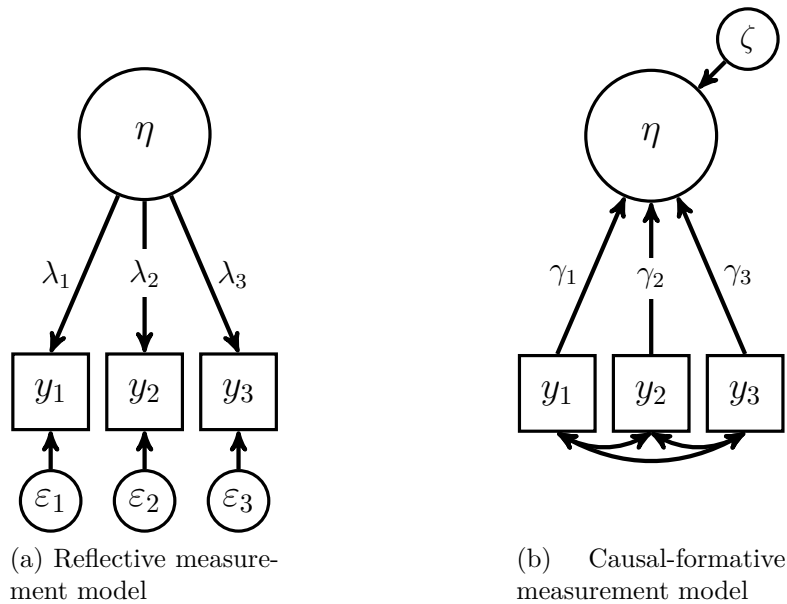 ζ
η
η
λ₁
λ₂
λ₃
γ₁
γ₂
γ₃
y₁
y₂
y₃
y₁
y₂
y₃
ε₁
ε₂
ε₃
(a) Reflective measure-
ment model
(b) Causal-formative
measurement model